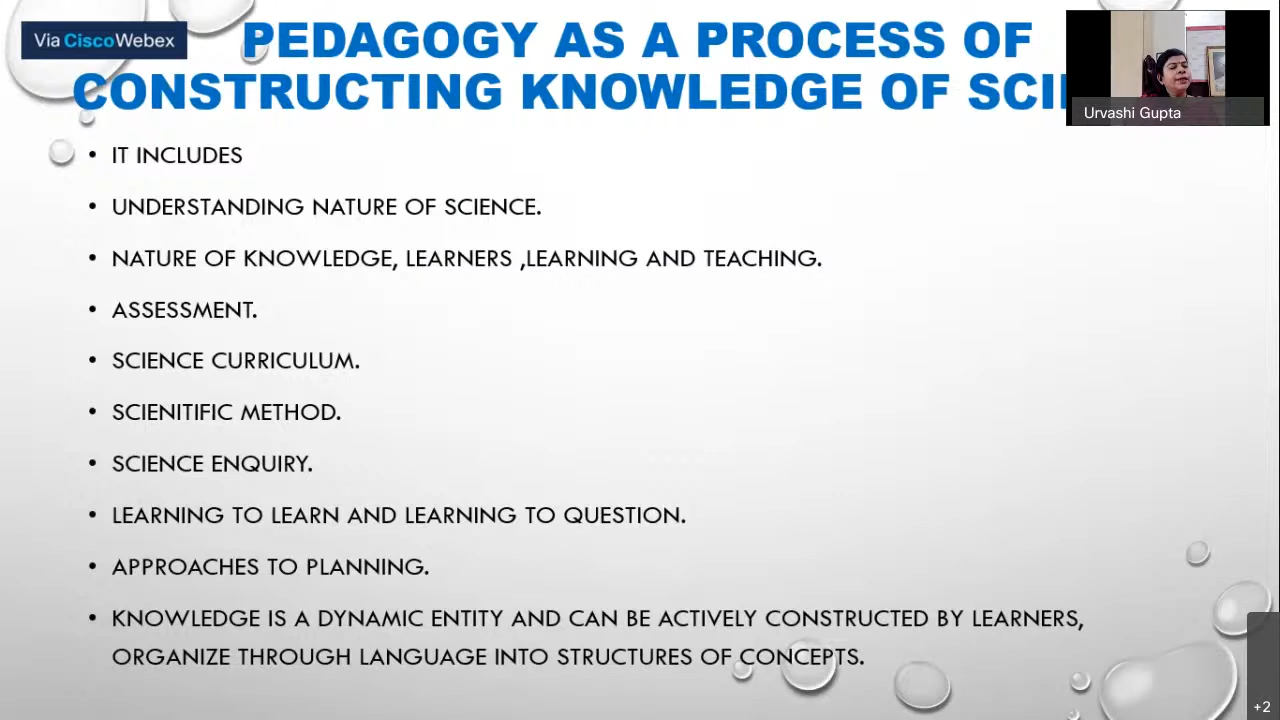 Via CiscoWebex
PEDAGOGY AS A PROCESS OF
CONSTRUCTING KNOWLEDGE OF
Urvashi Gupta
• IT INCLUDES
• UNDERSTANDING NATURE OF SCIENCE.
• NATURE OF KNOWLEDGE, LEARNERS ,LEARNING AND TEACHING.
• ASSESSMENT.
• SCIENCE CURRICULUM.
• SCIENITIFIC METHOD.
• SCIENCE ENQUIRY.
• LEARNING TO LEARN AND LEARNING TO QUESTION.
• APPROACHES TO PLANNING.
• KNOWLEDGE IS A DYNAMIC ENTITY AND CAN BE ACTIVELY CONSTRUCTED BY LEARNERS,
ORGANIZE THROUGH LANGUAGE INTO STRUCTURES OF CONCEPTS.
+2